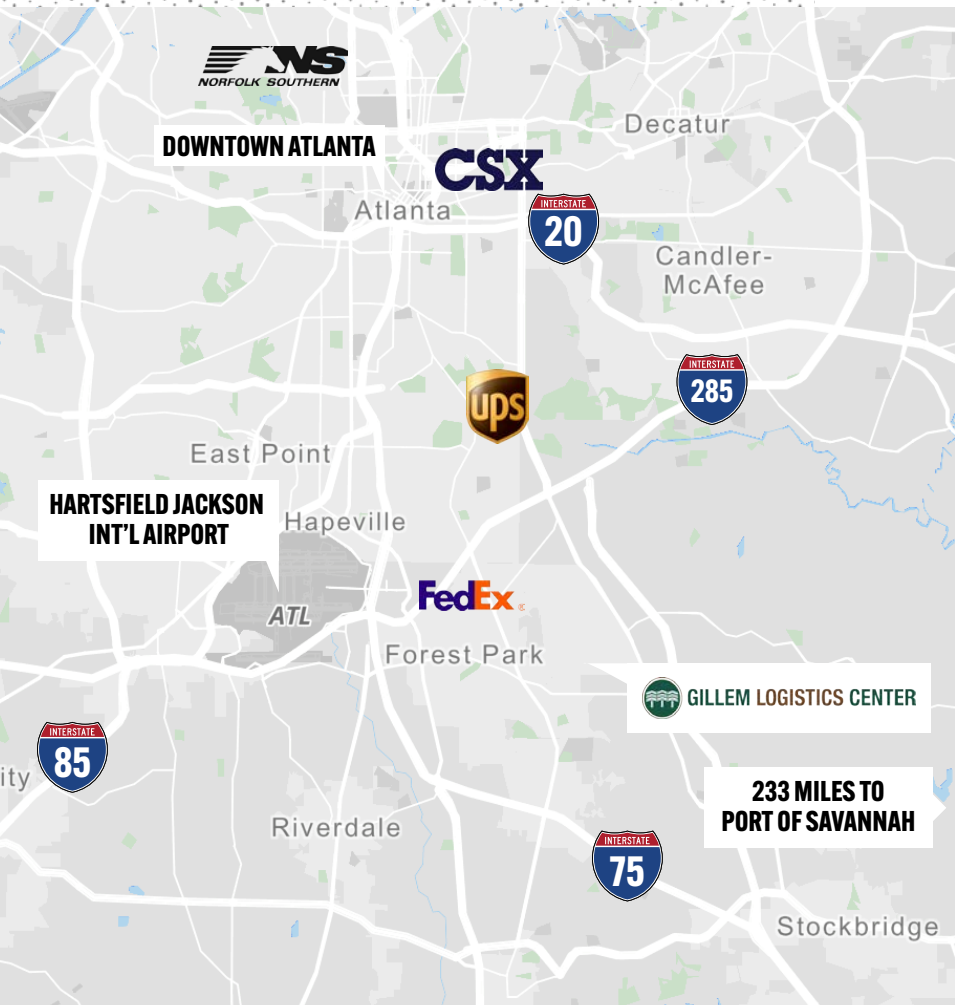 NS
NORFOLK SOUTHERN
Decatur
DOWNTOWN ATLANTA
CSX
Atlanta
INTERSTATE
20
Candler-
McAfee
INTERSTATE
285
ups
East Point
HARTSFIELD JACKSON
INT'L AIRPORT
Hapeville
FedEx®
ATL
Forest Park
GILLEM LOGISTICS CENTER
INTERSTATE
85
ity
233 MILES TO
PORT OF SAVANNAH
Riverdale
INTERSTATE
75
Stockbridge